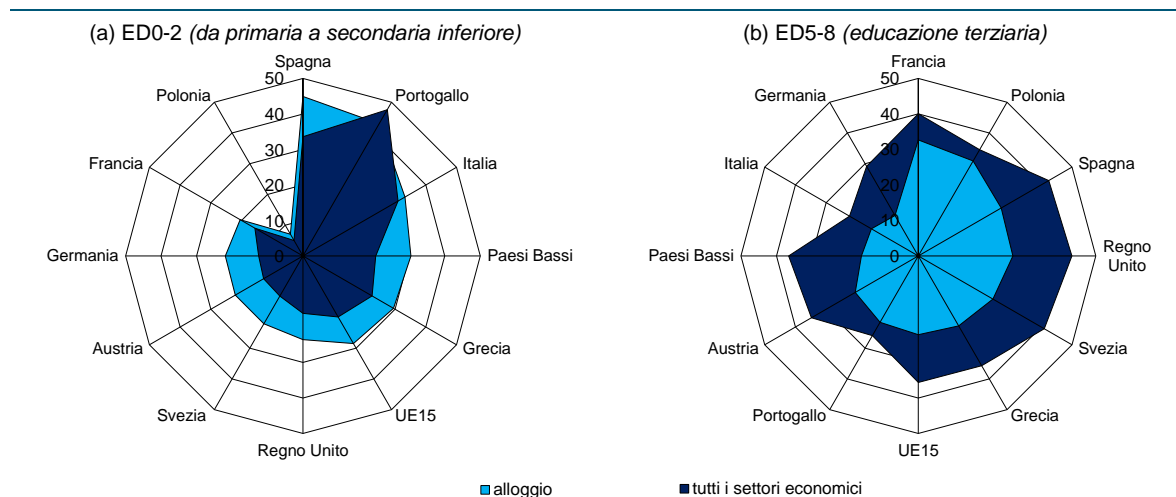 (a) ED0-2 (da primaria a secondaria inferiore)
Spagna
50
Polonia
Portogallo
40
30
Francia
Italia
20
10
Germania
0
Paesi Bassi
Austria
Grecia
Svezia
UE15
Regno Unito
(b) ED5-8 (educazione terziaria)
Francia
50
Germania
Polonia
40
30
Italia
Spagna
20
10
Paesi Bassi
0
Regno
Unito
Austria
Svezia
Portogallo
Grecia
UE15
alloggio
tutti i settori economici